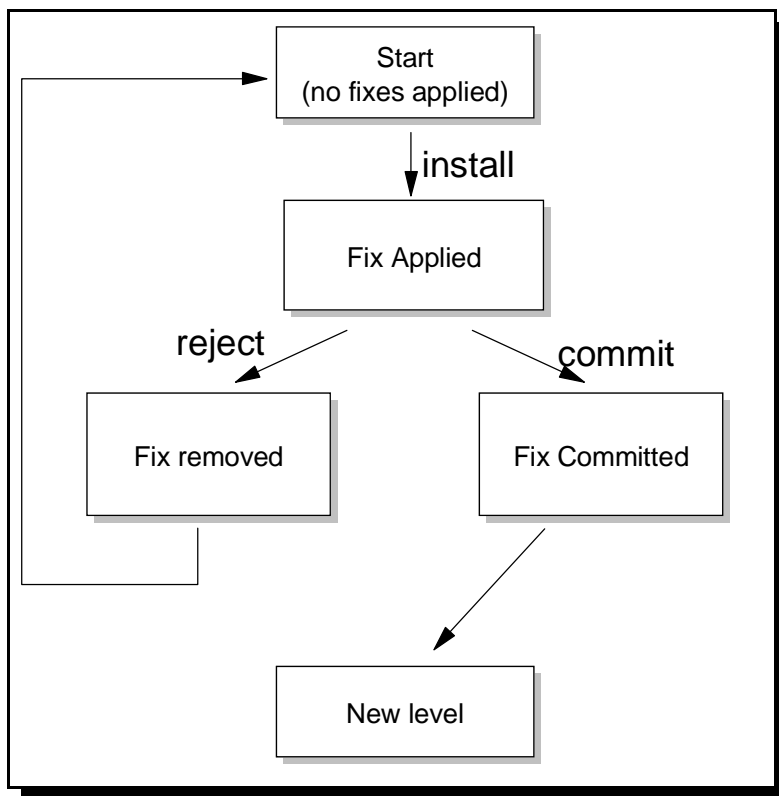 Start
(no fixes applied)
install
Fix Applied
reject
commit
Fix removed
Fix Committed
New level